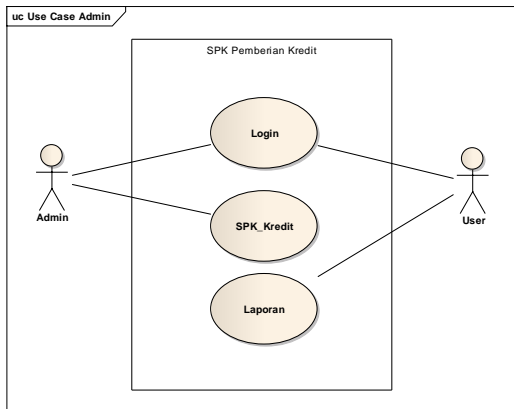 uc Use Case Admin
SPK Pemberian Kredit
Login
Admin
User
SPK_Kredit
Laporan